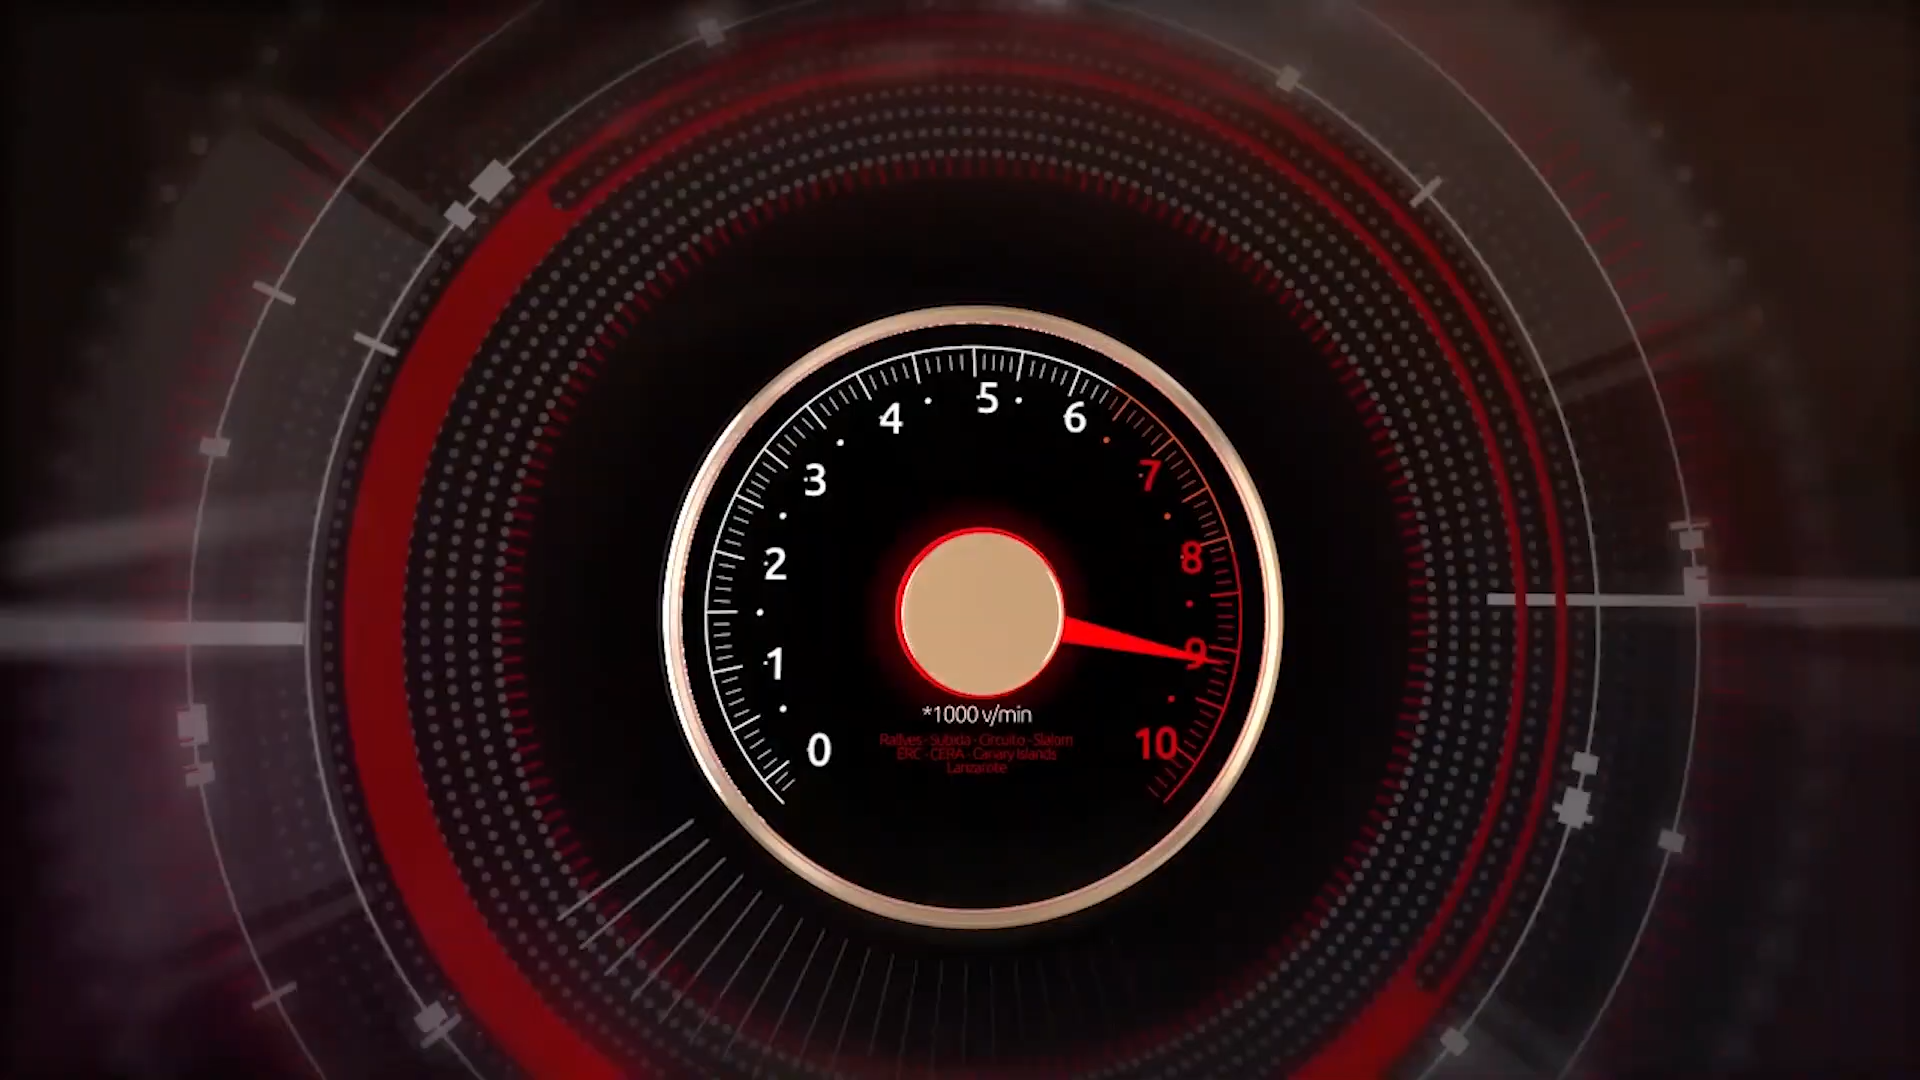 0
1
2
3
4
5
6
7
8
9
10
*1000 v/min
Rallyes - Subida - Circuito - Slalom
ERC - CERA - Canary Islands
Lanzarote